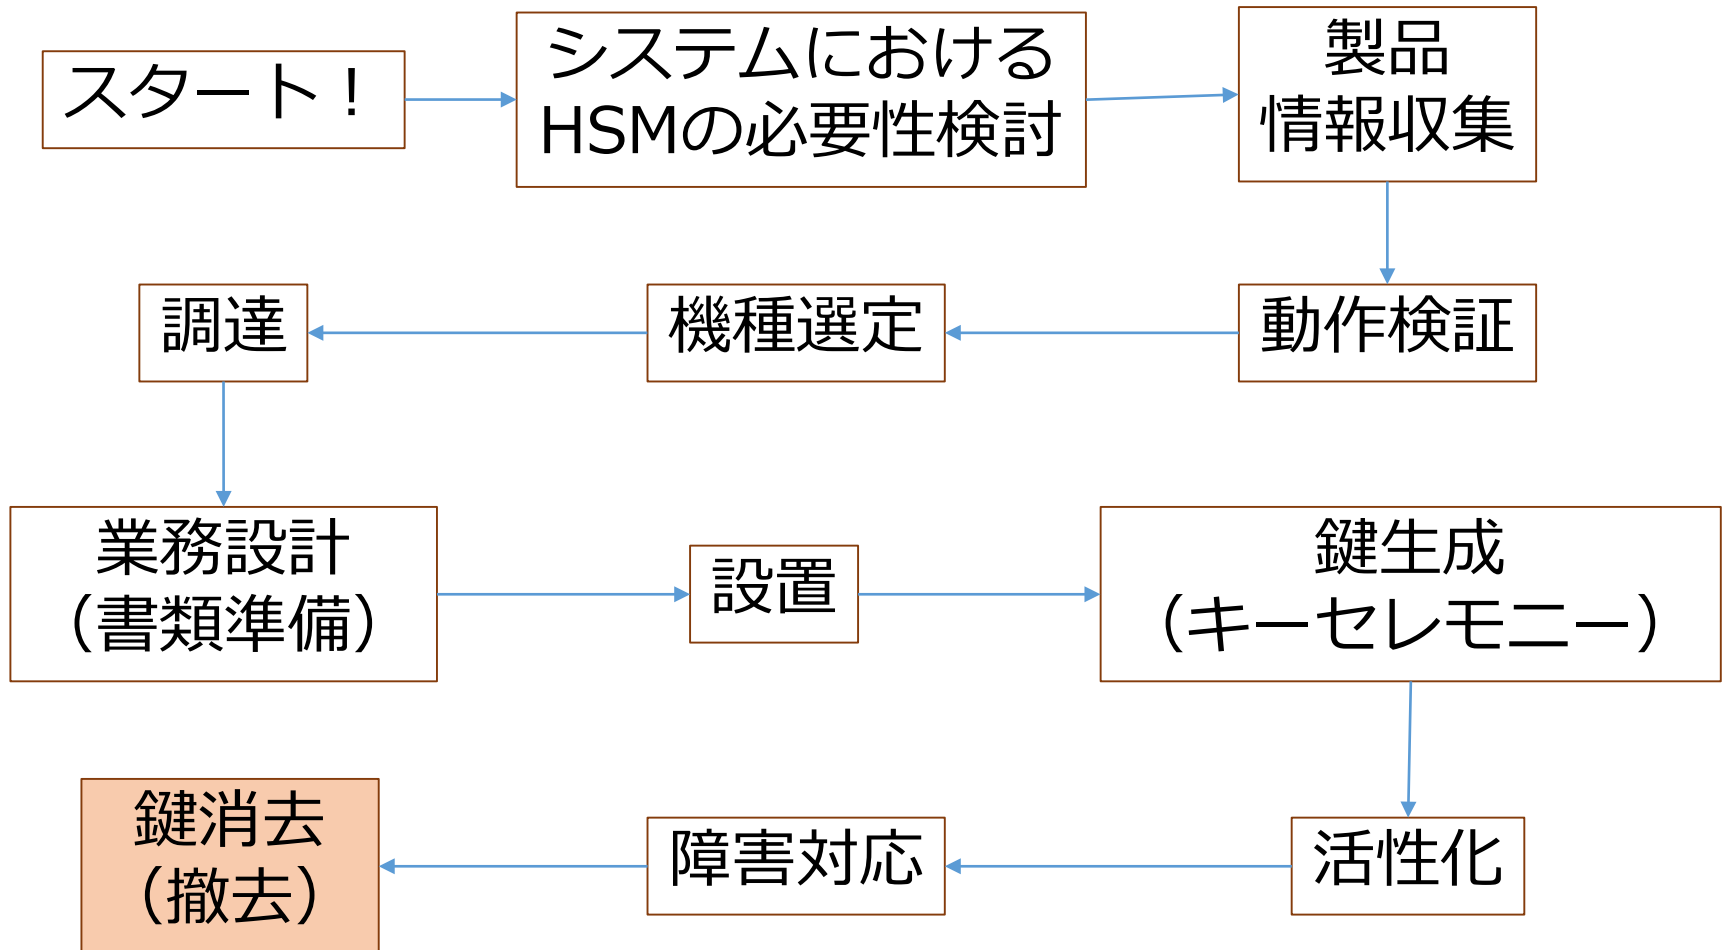 スタート！
システムにおける
HSMの必要性検討
製品
情報収集
動作検証
機種選定
調達
業務設計
（書類準備）
設置
鍵生成
（キーセレモニー）
活性化
障害対応
鍵消去
（撤去）